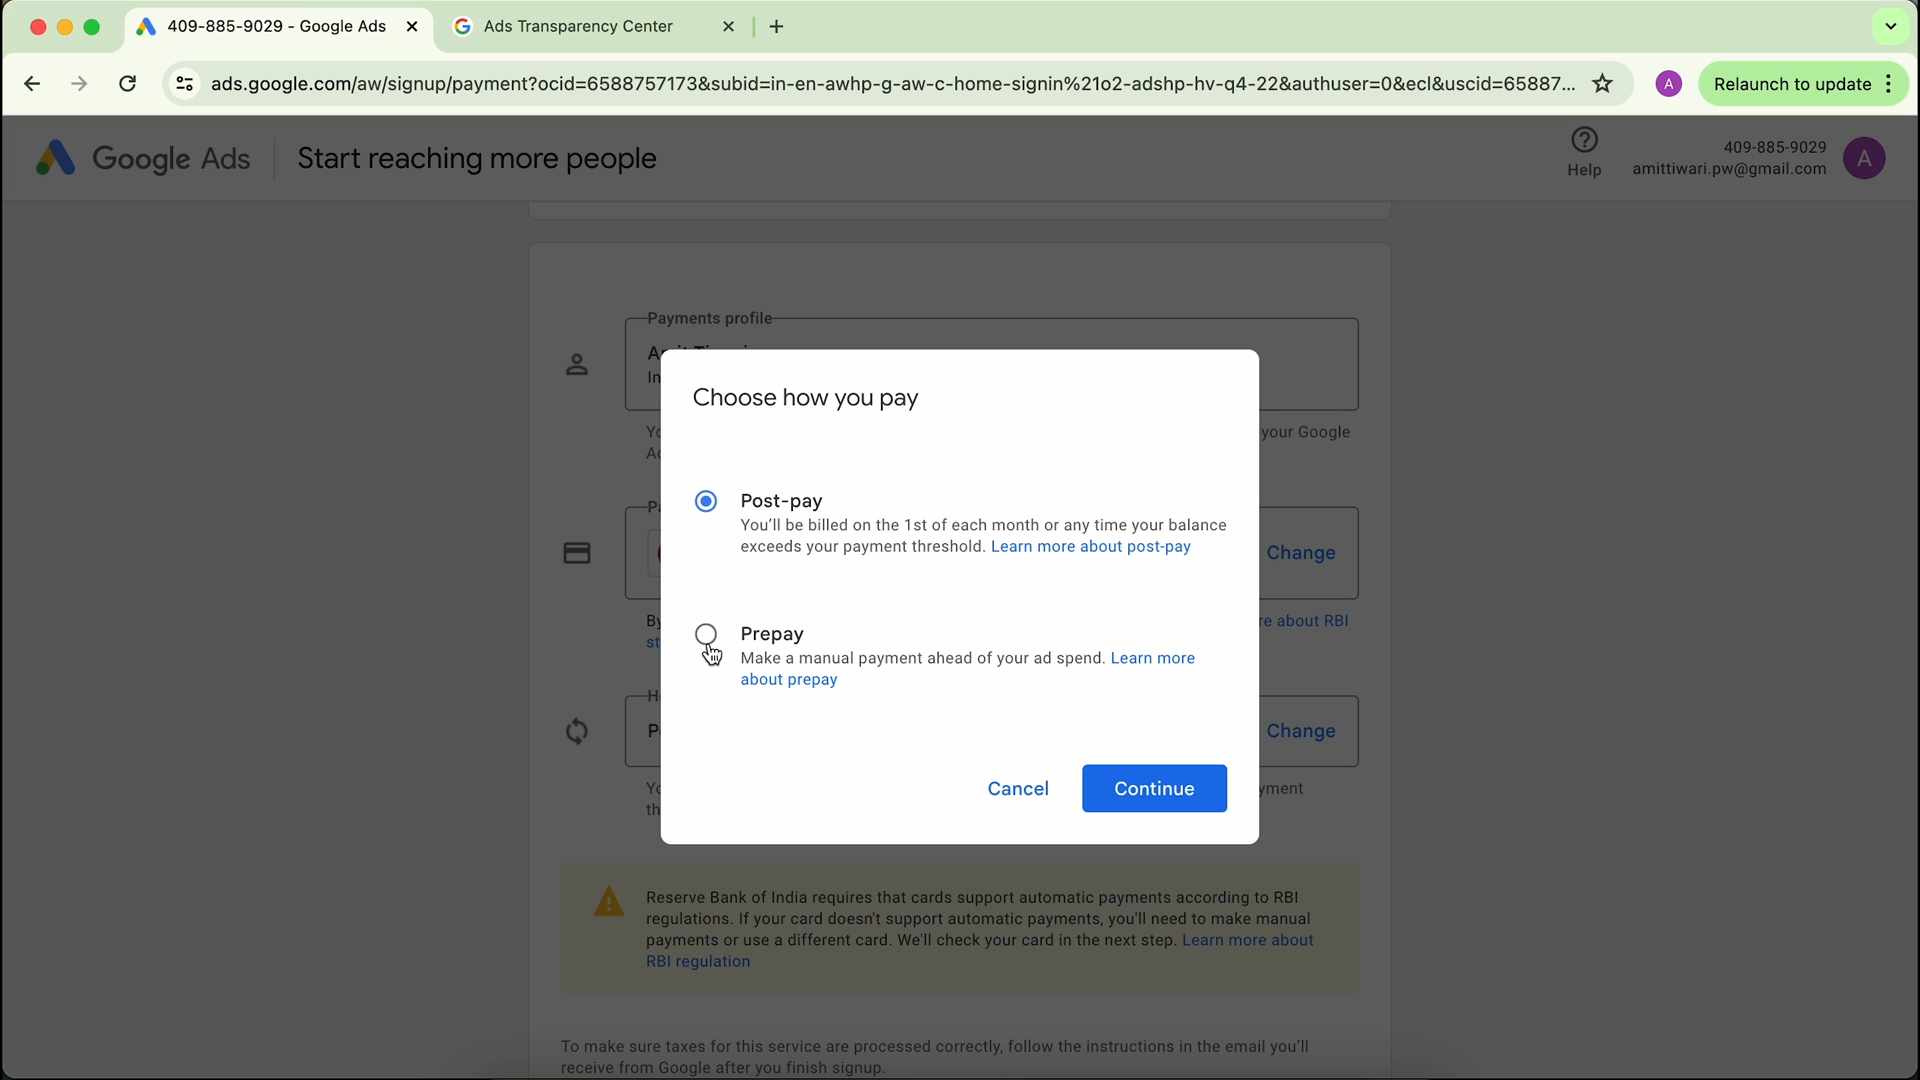 409-885-9029 - Google Ads
Ads Transparency Center
ads.google.com/aw/signup/payment?ocid=6588757173&subid=in-en-awhp-g-aw-c-home-signin%21o2-adshp-hv-q4-22&authuser=0&ecl&uscid=65887...
A
Relaunch to update
Google Ads
Start reaching more people
Help
409-885-9029
amittiwari.pw@gmail.com
A
Payments profile
your Google
Change
re about RBI
Change
yment
Choose how you pay
Post-pay
You'll be billed on the 1st of each month or any time your balance
exceeds your payment threshold. Learn more about post-pay
Prepay
Make a manual payment ahead of your ad spend. Learn more
about prepay
Cancel
Continue
Reserve Bank of India requires that cards support automatic payments according to RBI
regulations. If your card doesn't support automatic payments, you'll need to make manual
payments or use a different card. We'll check your card in the next step. Learn more about
RBI regulation
To make sure taxes for this service are processed correctly, follow the instructions in the email you'll
receive from Google after you finish signup.